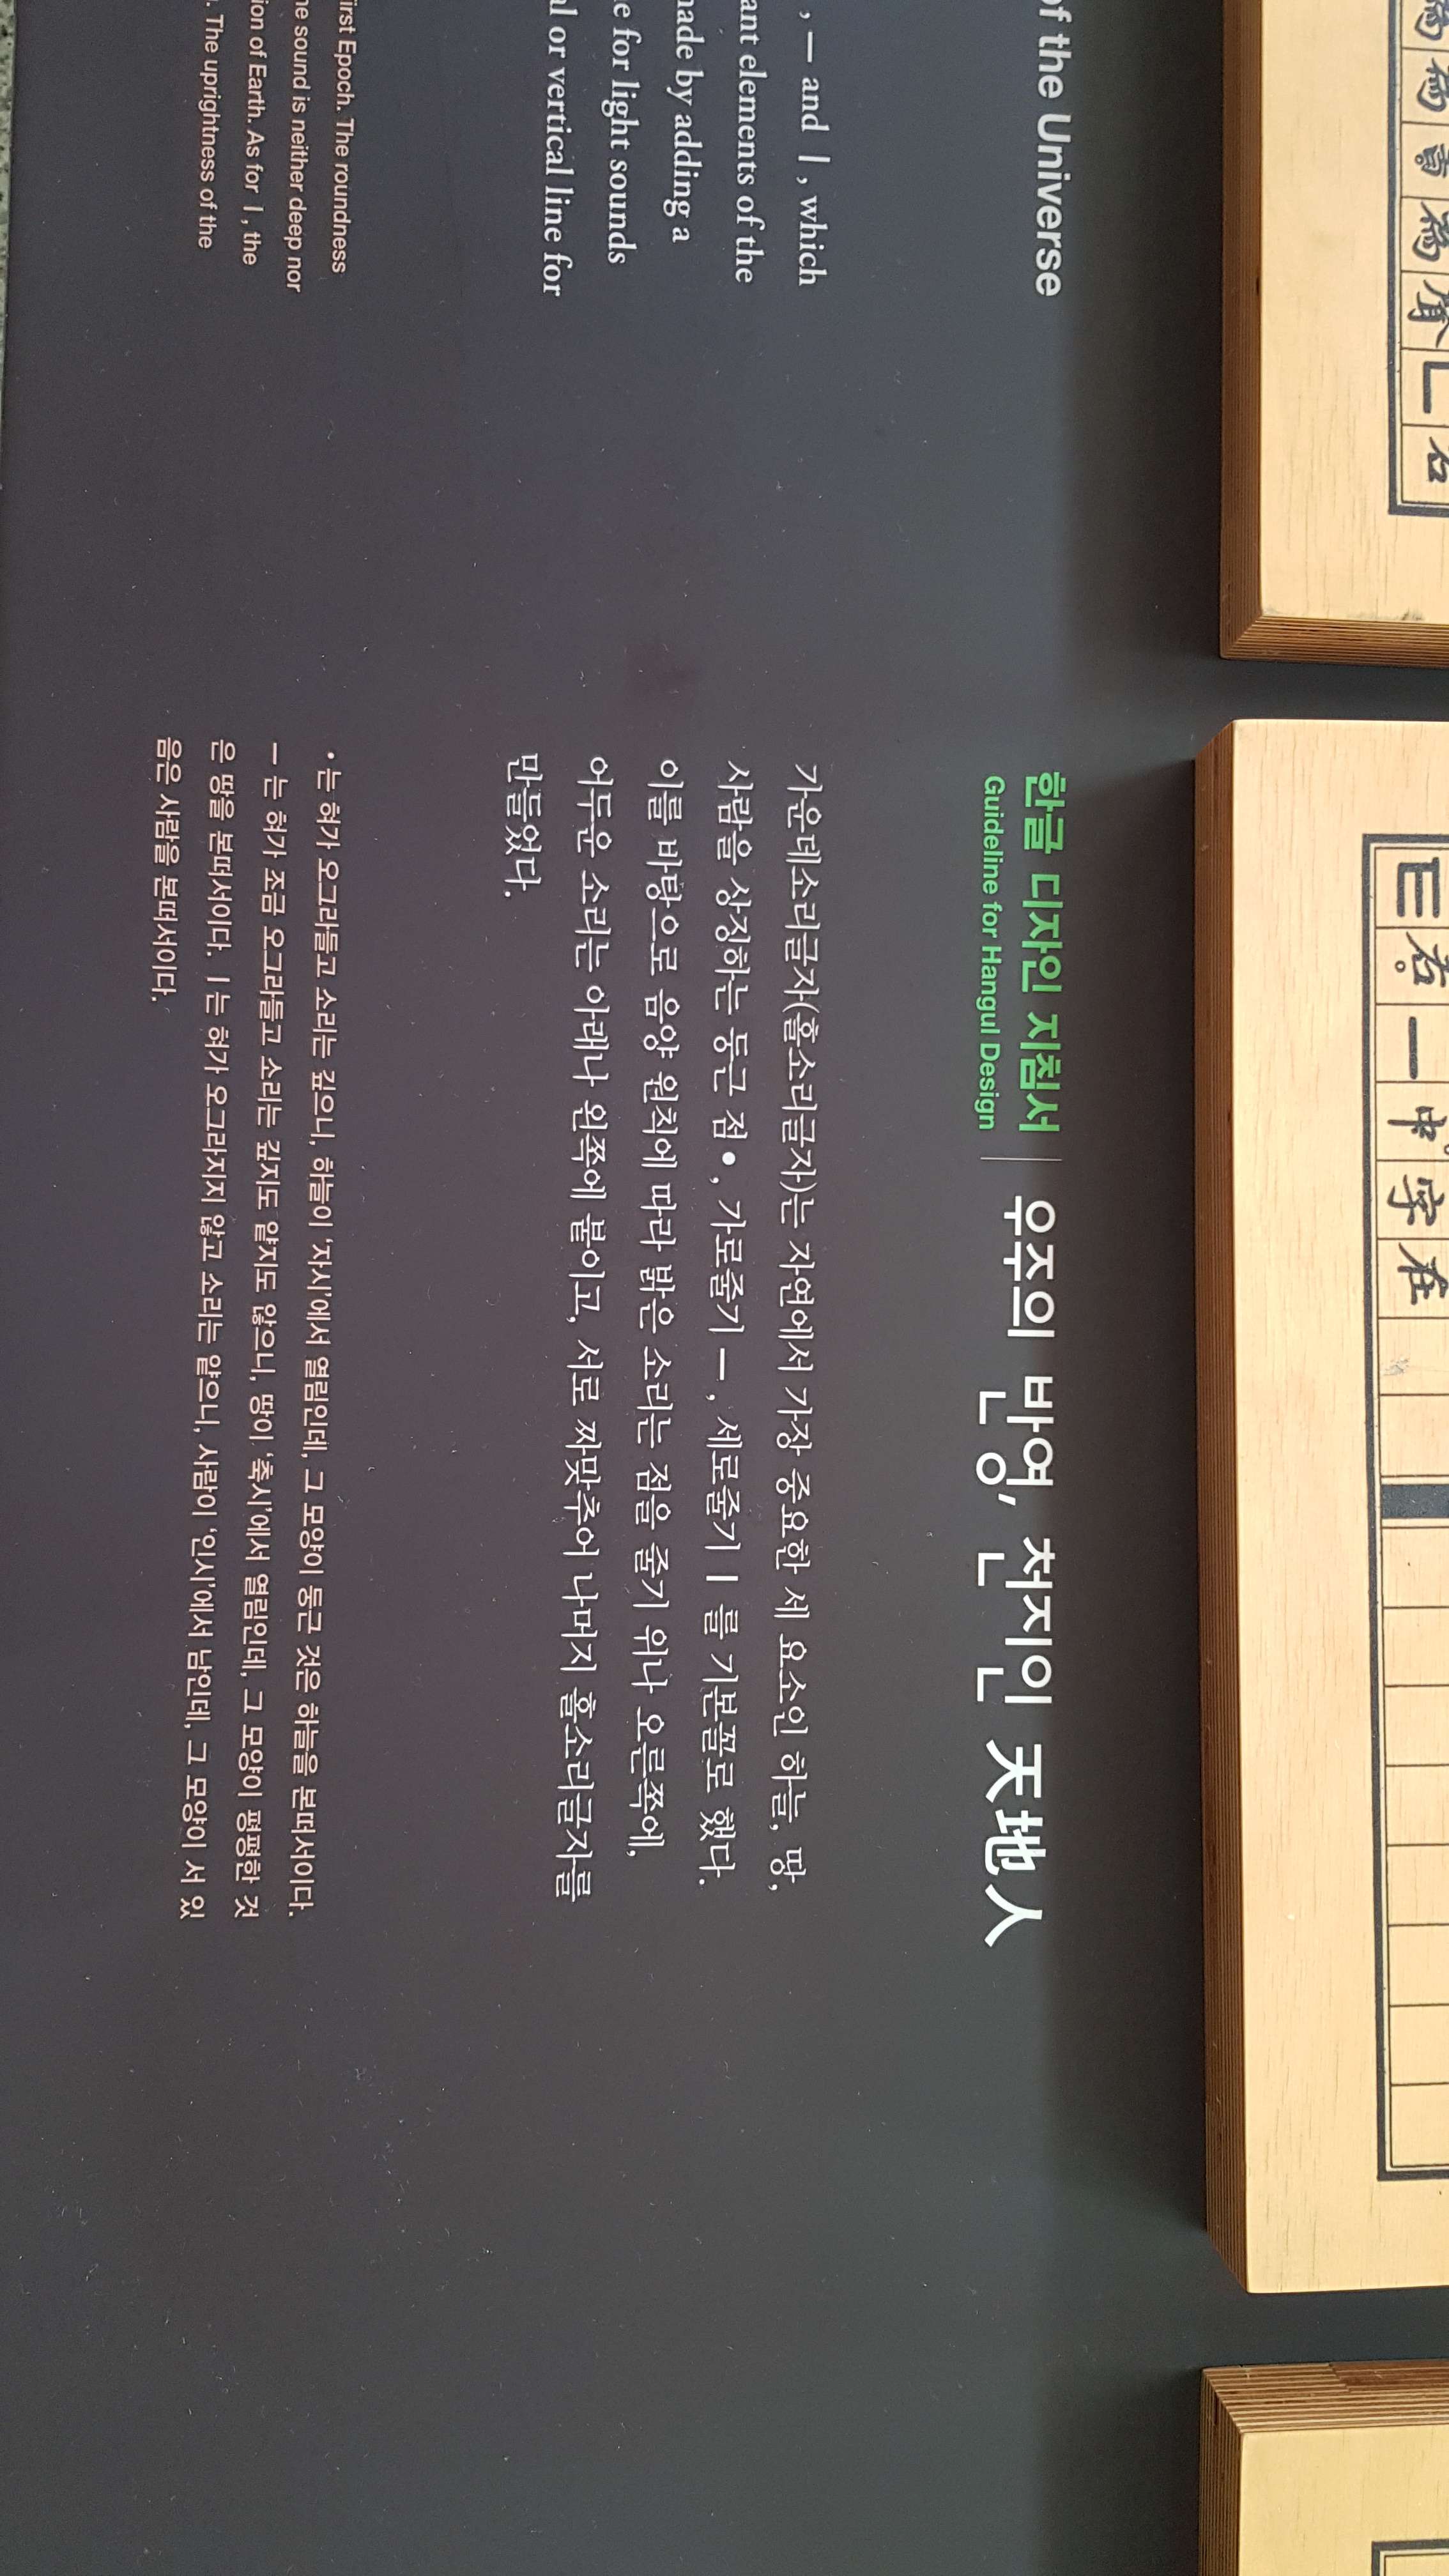 of the Universe
, ㅡ and ㅣ, which
ant elements of the
made by adding a
e for light sounds
al or vertical line for
irst Epoch. The roundness
ne sound is neither deep nor
ion of Earth. As for ㅣ, the
. The uprightness of the
한글 디자인 지침서
Guideline for Hangul Design
우주의 반영, 천지인 天地人
가운데소리글자(홀소리글자)는 자연에서 가장 중요한 세 요소인 하늘, 땅,
사람을 상징하는 둥근 점 •, 가로줄기 ㅡ, 세로줄기 ㅣ를 기본꼴로 했다.
이를 바탕으로 음양 원칙에 따라 밝은 소리는 점을 줄기 위나 오른쪽에,
어두운 소리는 아래나 왼쪽에 붙이고, 서로 짜맞추어 나머지 홀소리글자를
만들었다.
•는 혀가 오그라들고 소리는 깊으니, 하늘이 ‘자시’에서 열림인데, 그 모양이 둥근 것은 하늘을 본떠서이다.
ㅡ는 혀가 조금 오그라들고 소리는 깊지도 얕지도 않으니, 땅이 ‘축시’에서 열림인데, 그 모양이 평평한 것
은 땅을 본떠서이다. ㅣ는 혀가 오그라지지 않고 소리는 얕으니, 사람이 ‘인시’에서 남인데, 그 모양이 서 있
음은 사람을 본떠서이다.
ㅌ右一中字在